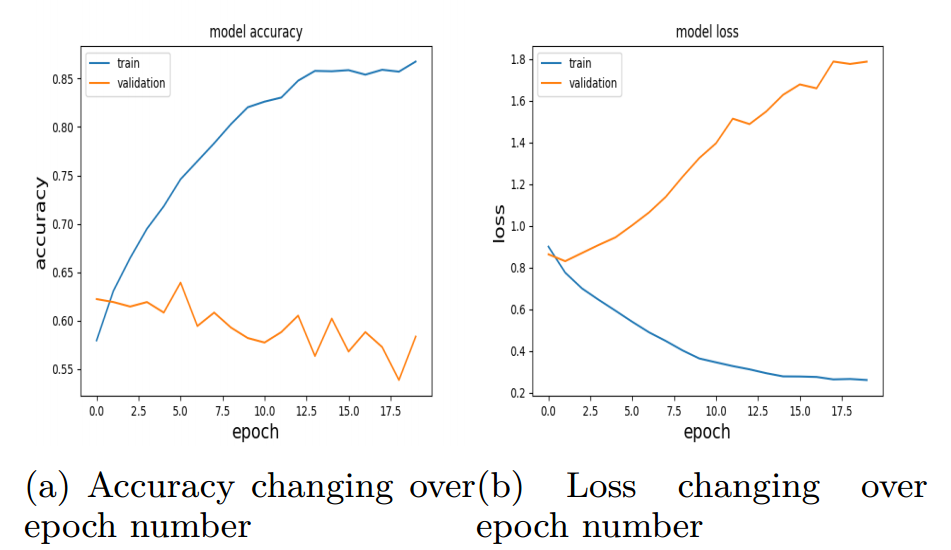 model accuracy
train
validation
0.85
0.80
0.75
0.70
0.65
0.60
0.55
accuracy
0.0 2.5 5.0 7.5 10.0 12.5 15.0 17.5
epoch
model loss
train
validation
1.8
1.6
1.4
1.2
1.0
0.8
0.6
0.4
0.2
loss
0.0 2.5 5.0 7.5 10.0 12.5 15.0 17.5
epoch
(a) Accuracy changing over
epoch number
(b) Loss changing over
epoch number